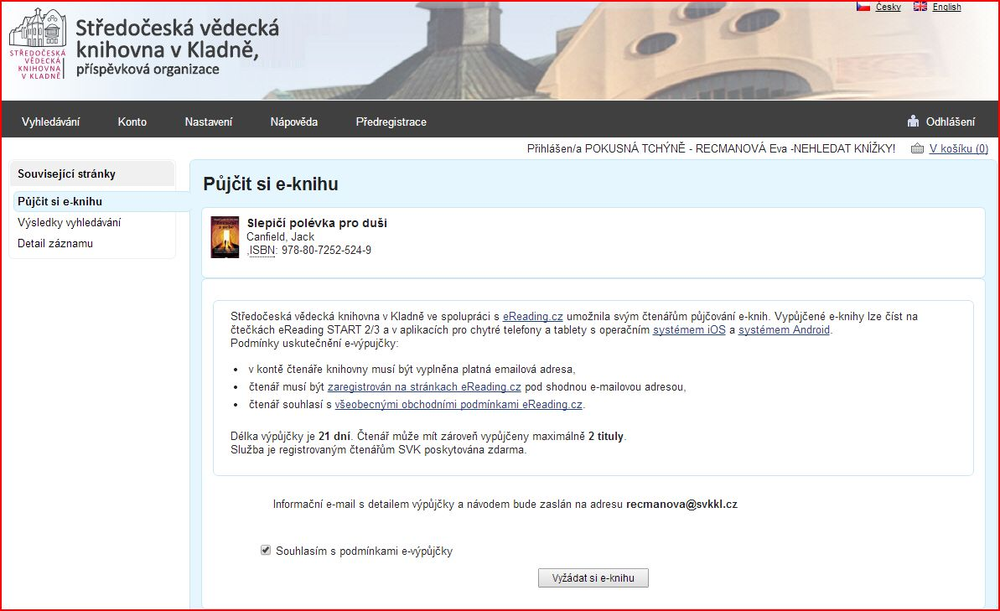 Česky English
Středočeská vědecká
knihovna v Kladně,
příspěvková organizace
STŘEDOČESKÁ
VĚDECKÁ
KNIHOVNA
V KLADNĚ
Vyhledávání Konto Nastavení Nápověda Předregistrace Odhlášení
Přihlášen/a POKUSNÁ TCHÝNĚ - RECMANOVÁ Eva -NEHLEDAT KNÍŽKY! V košíku (0)
Související stránky
Půjčit si e-knihu
Výsledky vyhledávání
Detail záznamu
Půjčit si e-knihu
Slepičí polévka pro duši
Canfield, Jack
,ISBN: 978-80-7252-524-9
Středočeská vědecká knihovna v Kladně ve spolupráci s eReading.cz umožnila svým čtenářům půjčování e-knih. Vypůjčené e-knihy lze číst na
čtečkách eReading START 2/3 a v aplikacích pro chytré telefony a tablety s operačním systémem iOS a systémem Android.
Podmínky uskutečnění e-výpujčky:
• v kontě čtenáře knihovny musí být vyplněna platná emailová adresa,
• čtenář musí být zaregistrován na stránkách eReading.cz pod shodnou e-mailovou adresou,
• čtenář souhlasí s všeobecnými obchodními podmínkami eReading.cz.
Délka výpůjčky je 21 dní. Čtenář může mít zároveň vypůjčeny maximálně 2 tituly.
Služba je registrovaným čtenářům SVK poskytována zdarma.
Informační e-mail s detailem výpůjčky a návodem bude zaslán na adresu recmanova@svkkl.cz
Souhlasím s podmínkami e-výpůjčky
Vyžádat si e-knihu